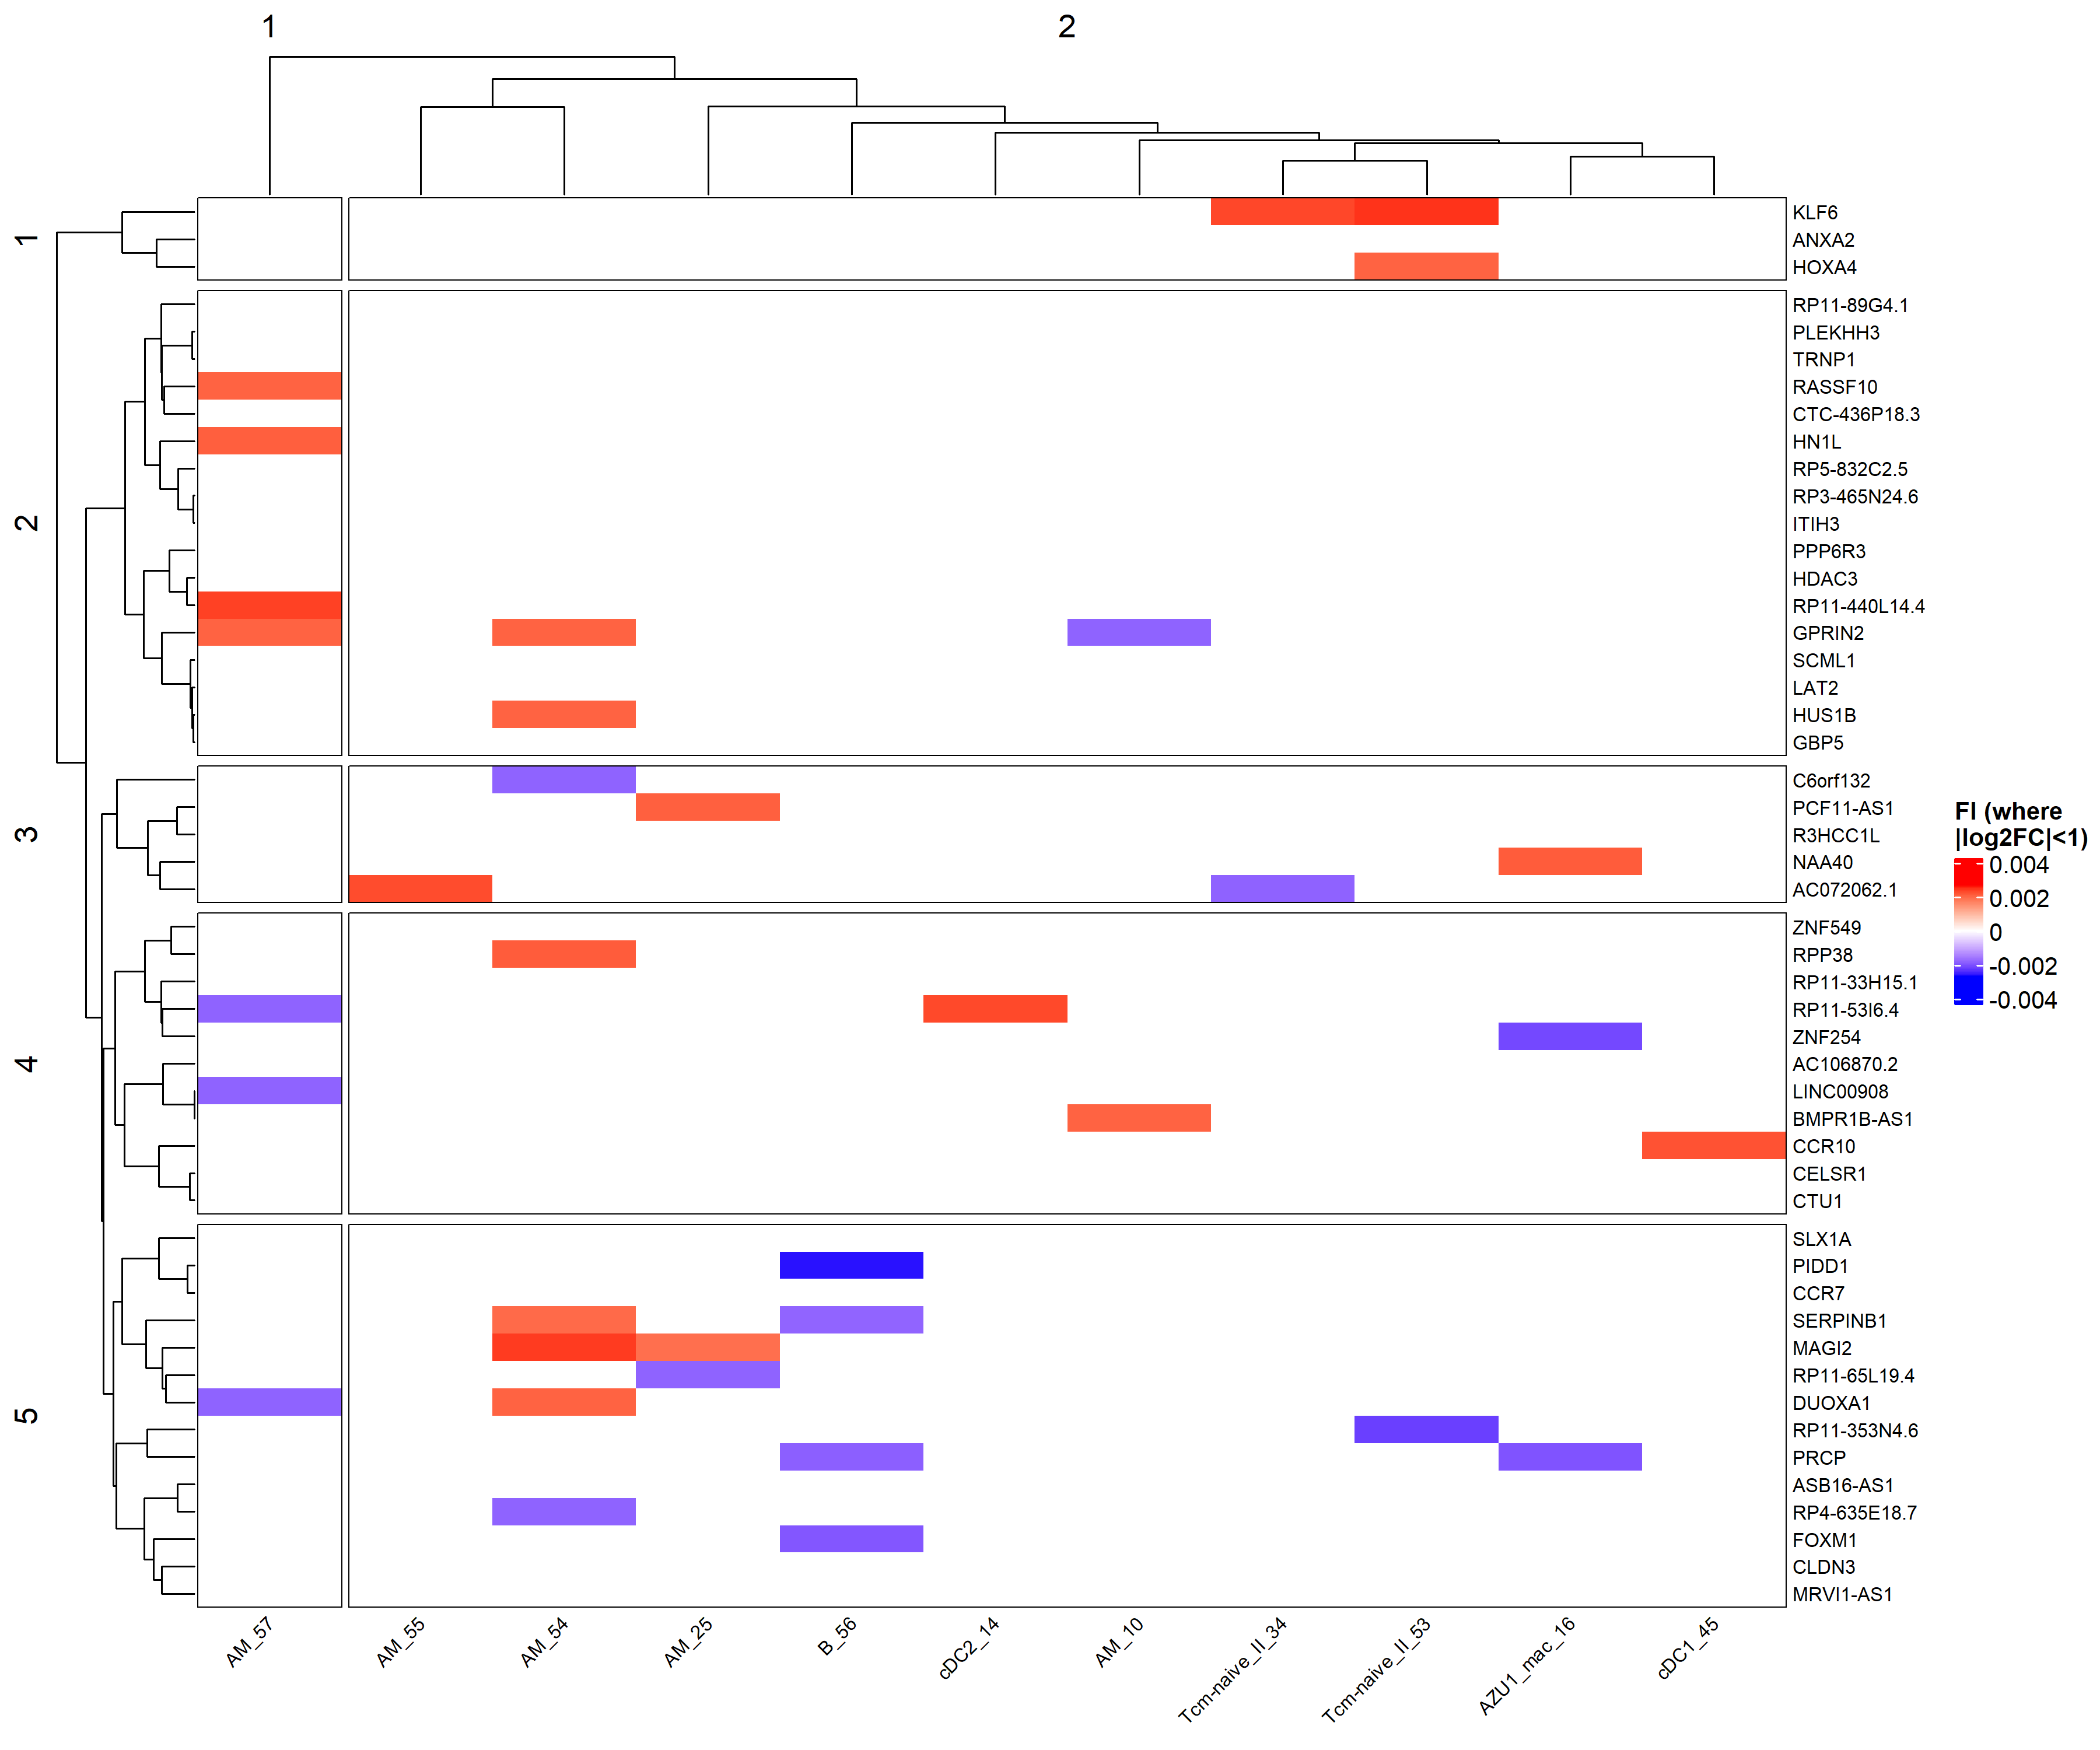 1
2
1
2
3
4
5
KLF6
ANXA2
HOXA4
RP11-89G4.1
PLEKHH3
TRNP1
RASSF10
CTC-436P18.3
HN1L
RP5-832C2.5
RP3-465N24.6
ITIH3
PPP6R3
HDAC3
RP11-440L14.4
GPRIN2
SCML1
LAT2
HUS1B
GBP5
C6orf132
PCF11-AS1
R3HCC1L
NAA40
AC072062.1
ZNF549
RPP38
RP11-33H15.1
RP11-53I6.4
ZNF254
AC106870.2
LINC00908
BMPR1B-AS1
CCR10
CELSR1
CTU1
SLX1A
PIDD1
CCR7
SERPINB1
MAGI2
RP11-65L19.4
DUOXA1
RP11-353N4.6
PRCP
ASB16-AS1
RP4-635E18.7
FOXM1
CLDN3
MRVI1-AS1
FI (where
|log2FC|<1)
0.004
0.002
0
-0.002
-0.004
AM_57
AM_55
AM_54
AM_25
B_56
cDC2_14
AM_10
Tcm-naive_II_34
Tcm-naive_II_53
AZU1_mac_16
cDC1_45